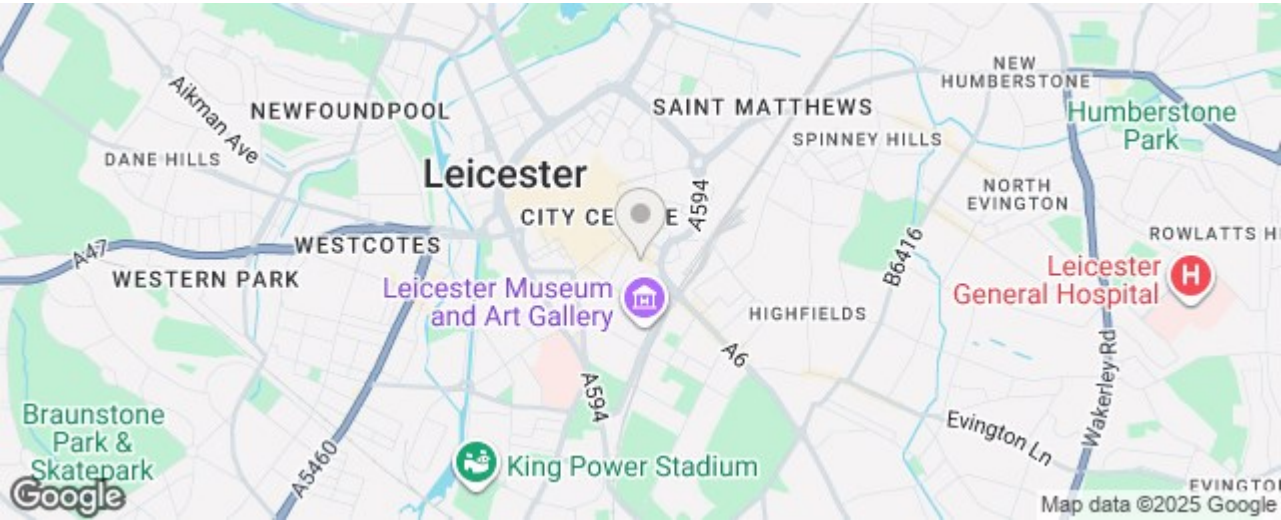 NEW
HUMBERSTONE
Aikman Ave
NEWFOUNDPOOL
SAINT MATTHEWS
Humberstone
Park
SPINNEY HILLS
DANE HILLS
Leicester
NORTH
EVINGTON
A594
CITY CE
E
ROWLATTS HI
A47
WESTCOTES
B6416
WESTERN PARK
Leicester
General Hospital
H
Leicester Museum
and Art Gallery
HIGHFIELDS
A6
Wakerley Rd
A594
Braunstone
Park &
Skatepark
Evington Ln
A5460
King Power Stadium
EVINGTO
Google
Map data ©2025 Google